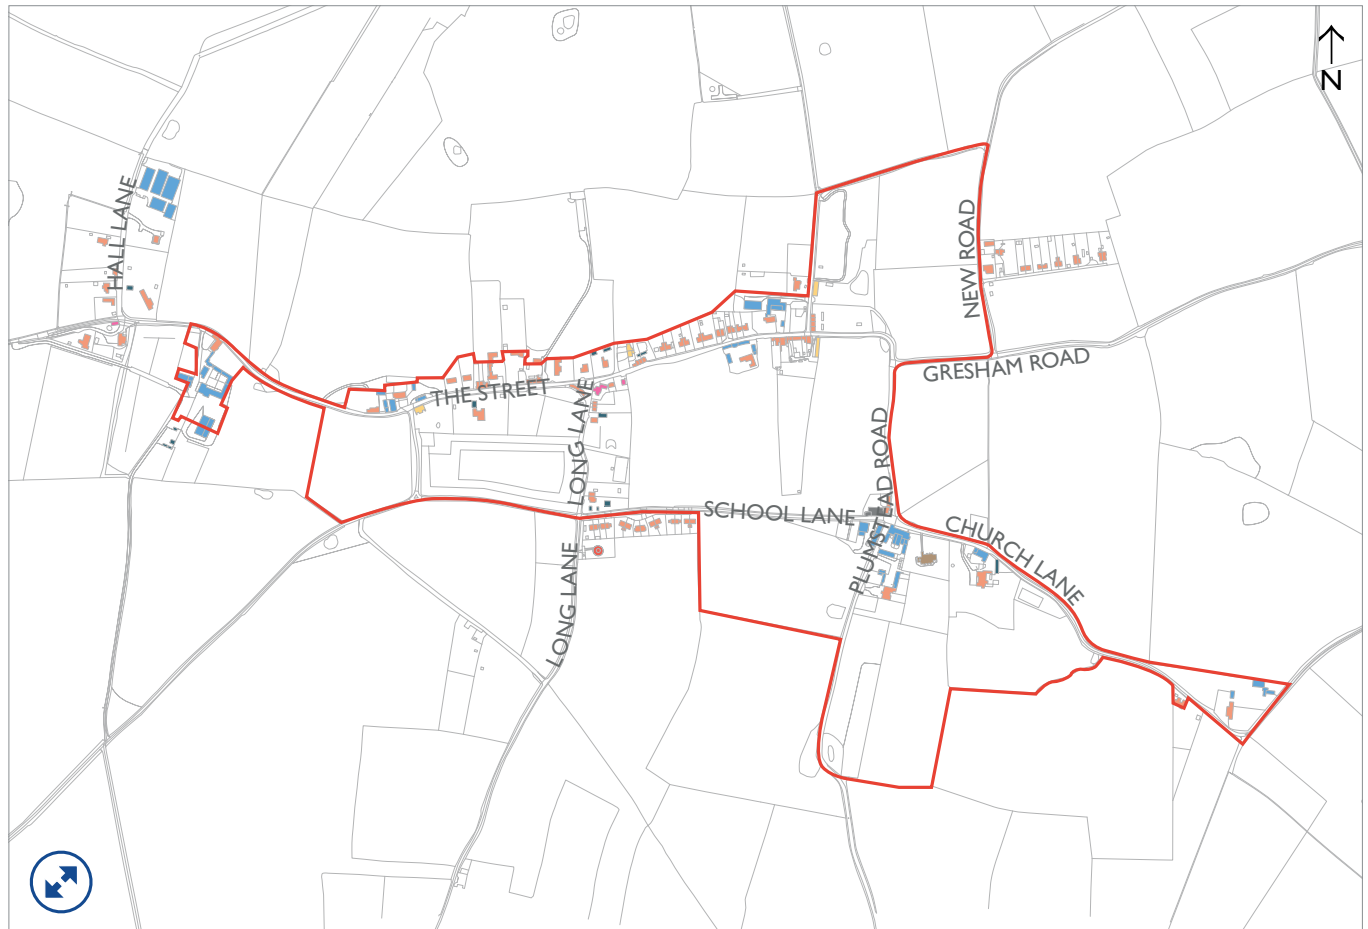 N
HALL LANE
NEW ROAD
GRESHAM ROAD
THE STREET
LONG LANE
PLUMSTEAD ROAD
SCHOOL LANE
CHURCH LANE
LONG LANE